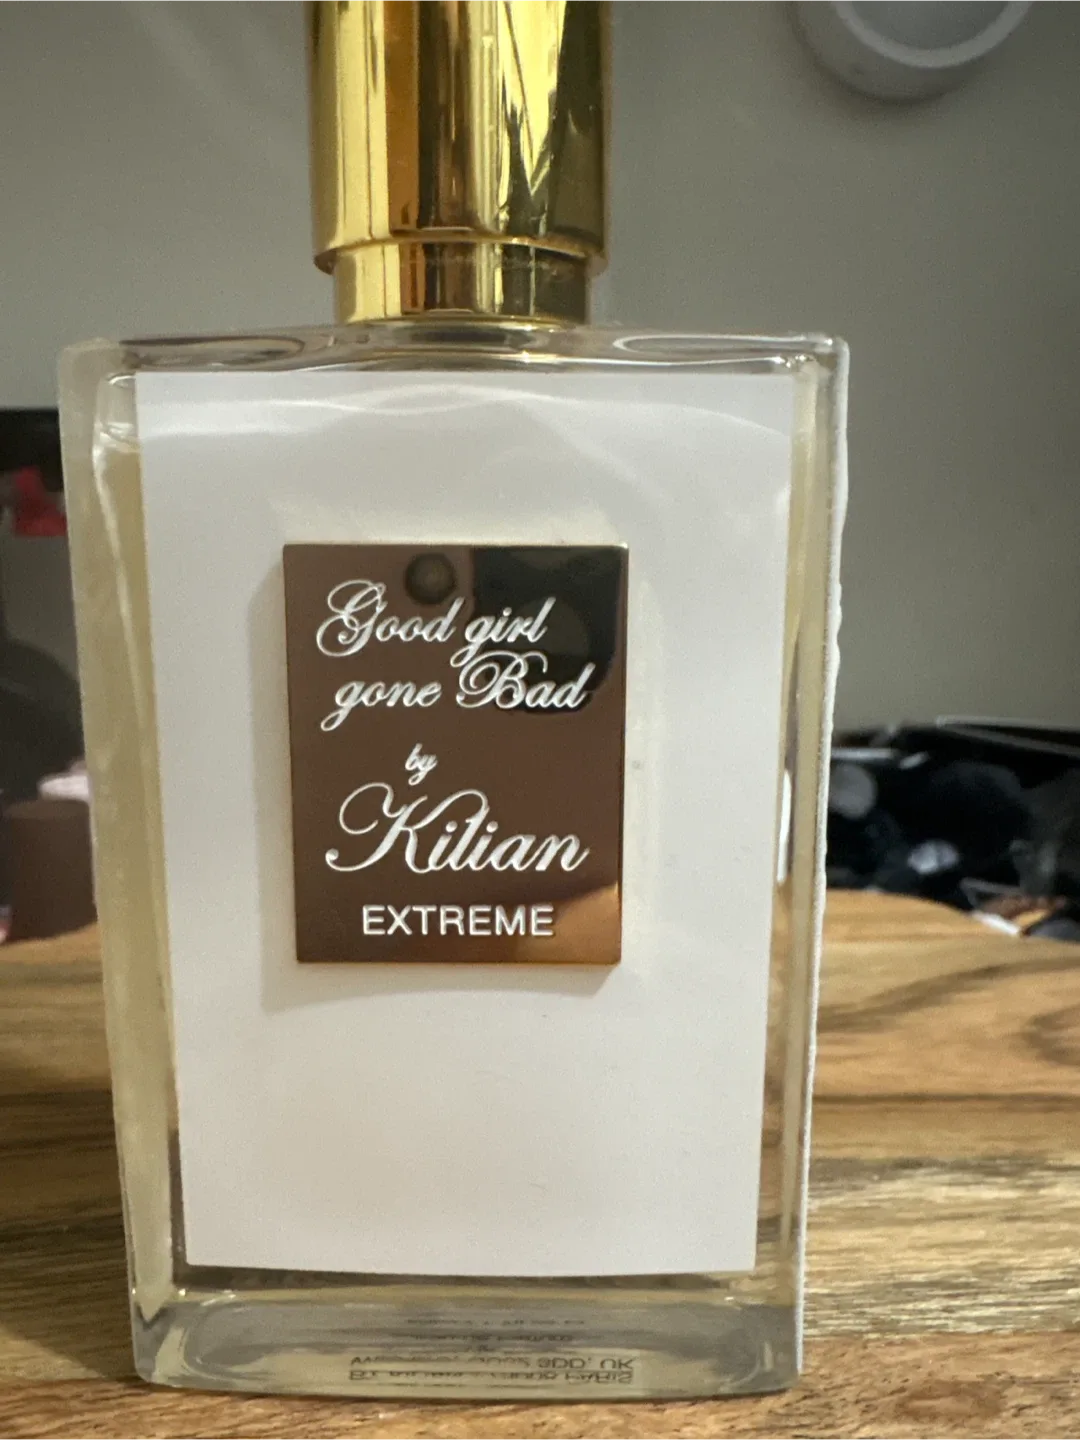 Good girl
gone Bad
by
Kilian
EXTREME